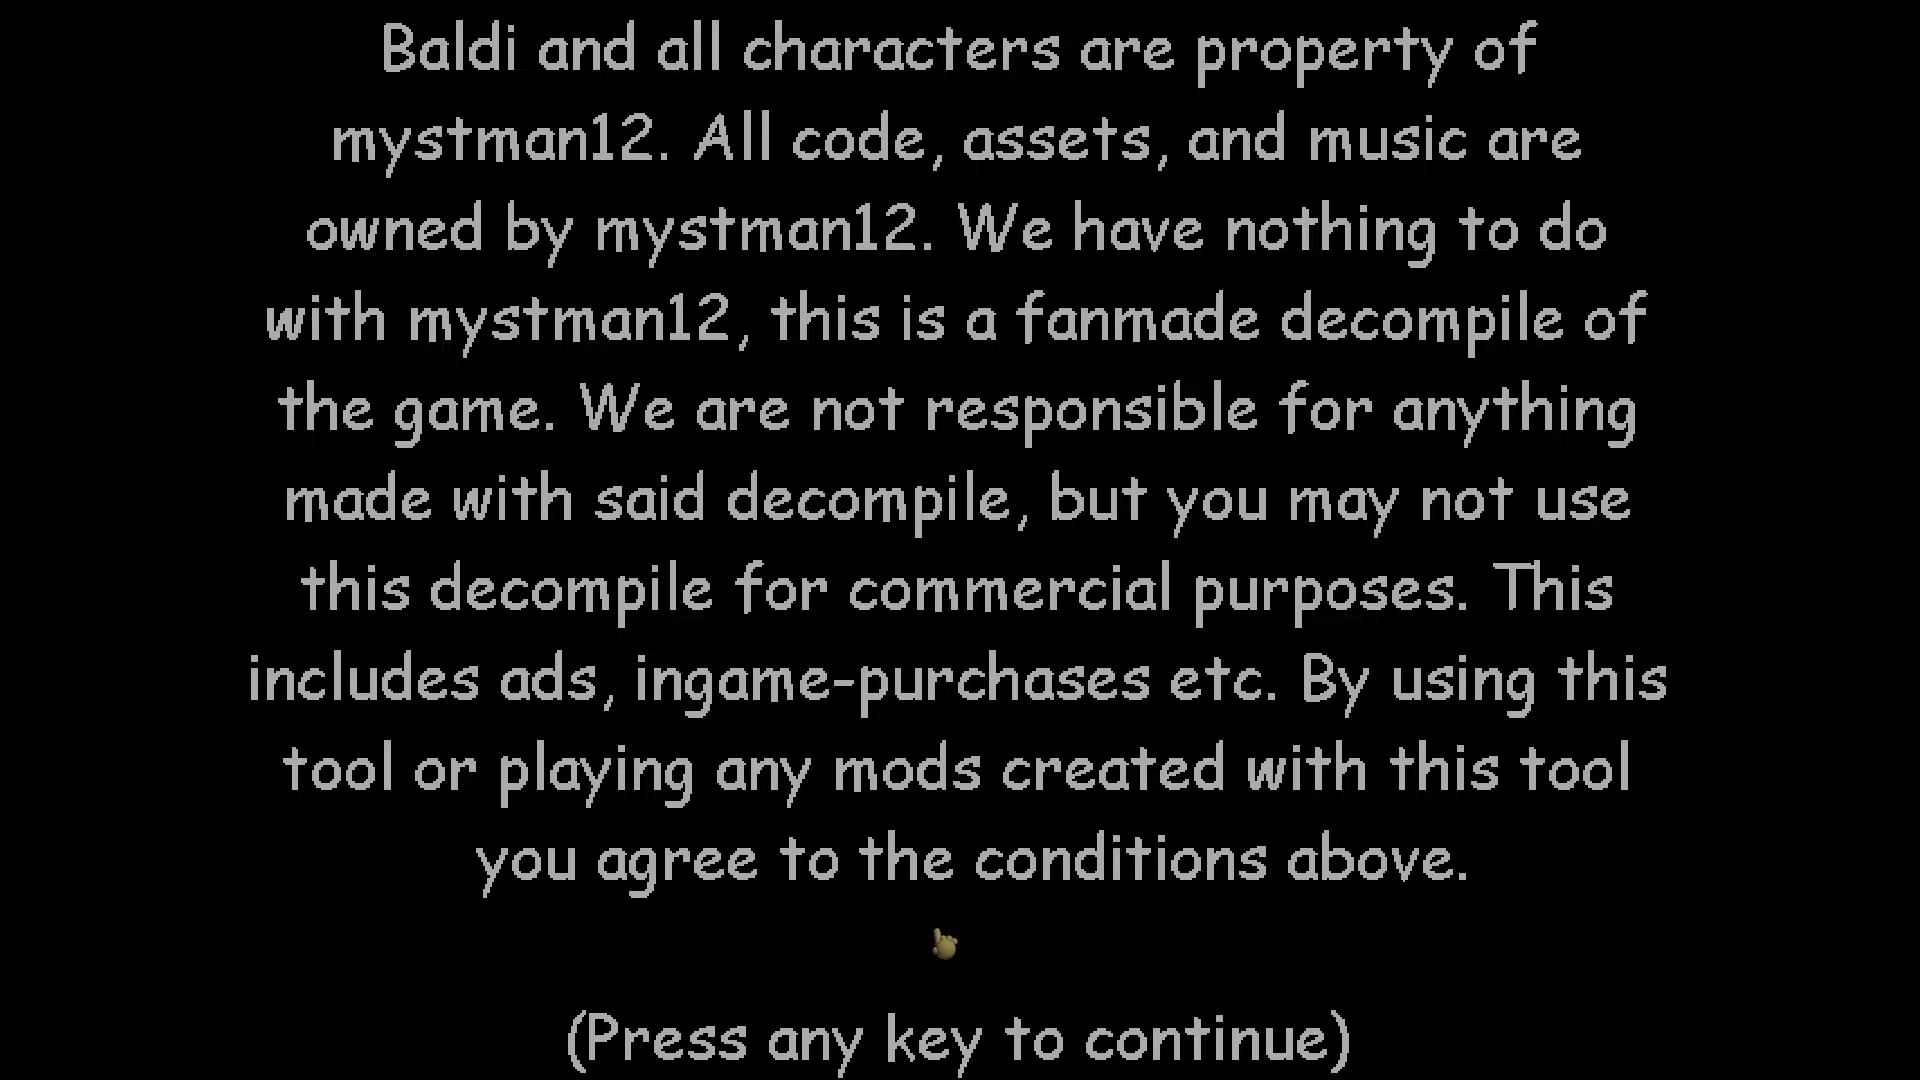 Baldi and all characters are property of
mystman12. All code, assets, and music are
owned by mystman12. We have nothing to do
with mystman12, this is a fanmade decompile of
the game. We are not responsible for anything
made with said decompile, but you may not use
this decompile for commercial purposes. This
includes ads, ingame-purchases etc. By using this
tool or playing any mods created with this tool
you agree to the conditions above.
(Press any key to continue)